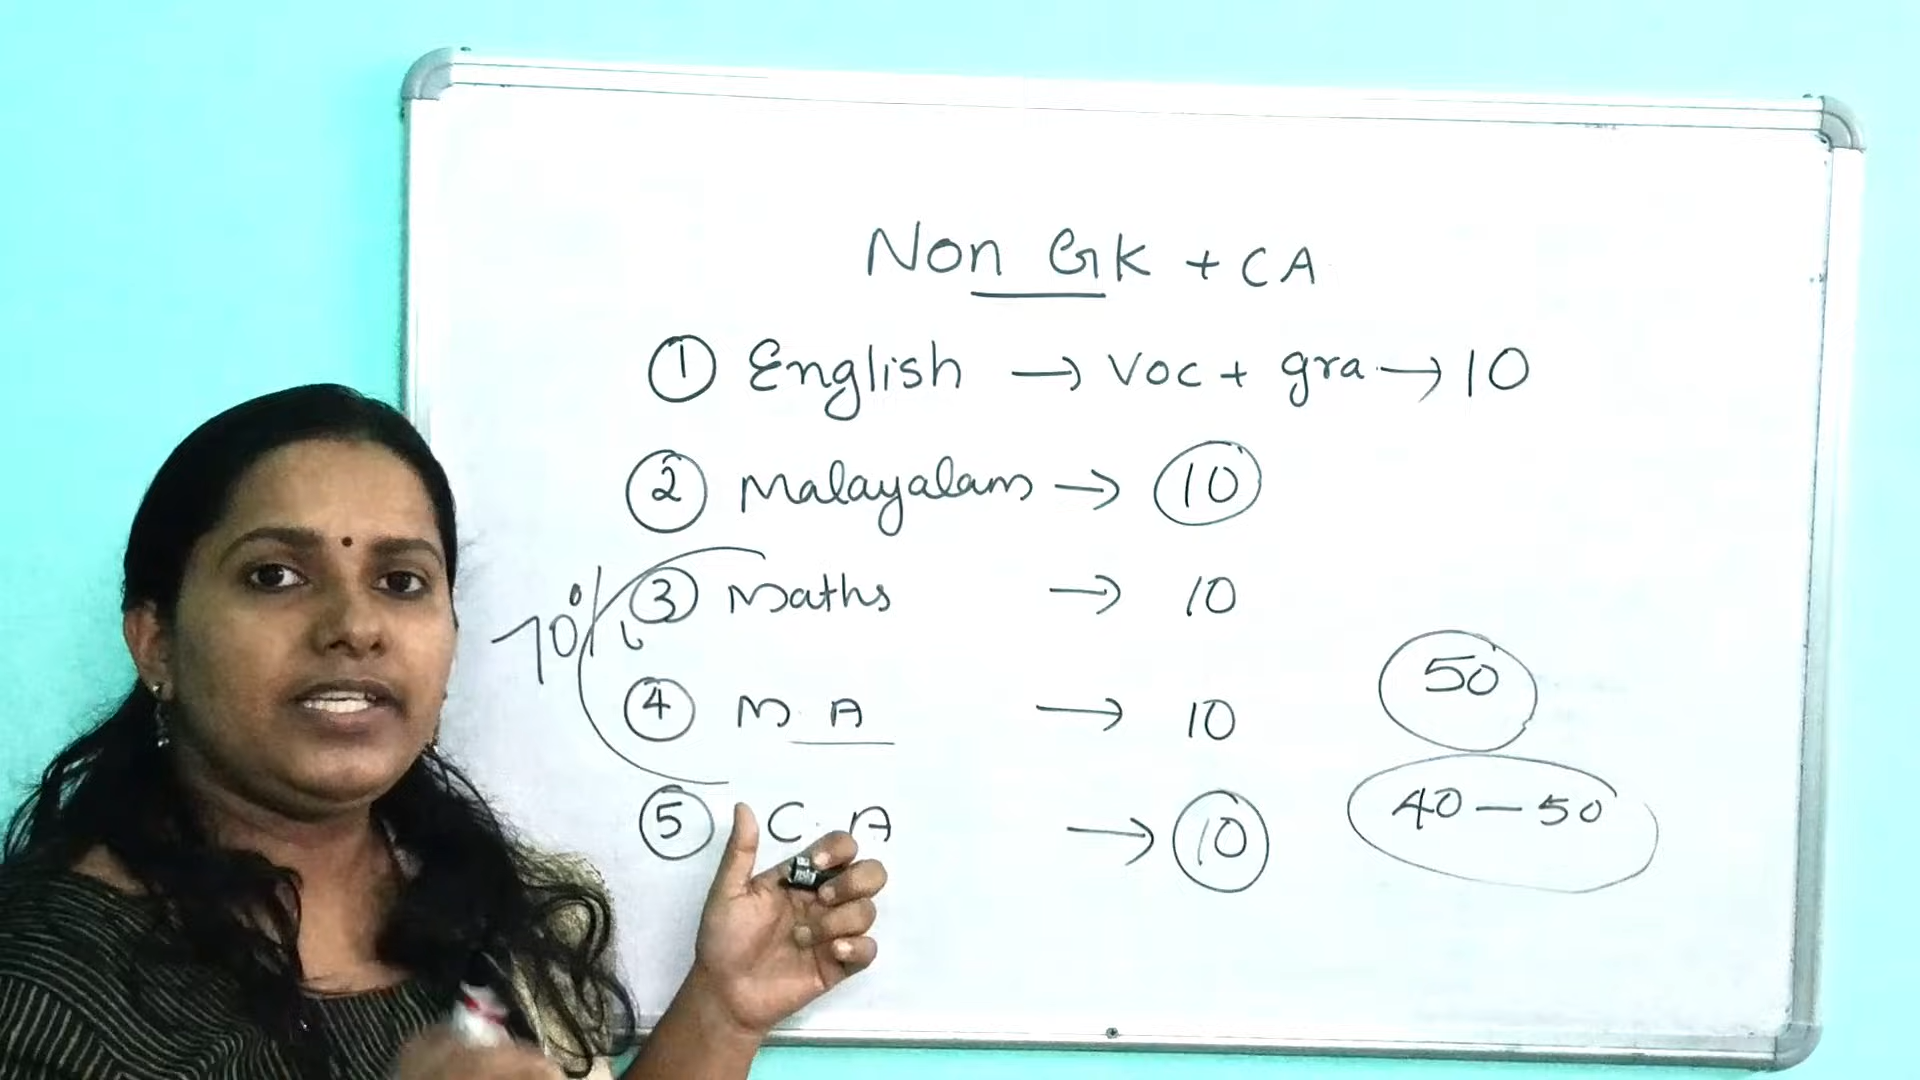 Non GK + CA
① English → voc + gra → 10
② Malayalam → 10
70%
③ Maths → 10
④ M A → 10
50
⑤ C A → 10
40 - 50